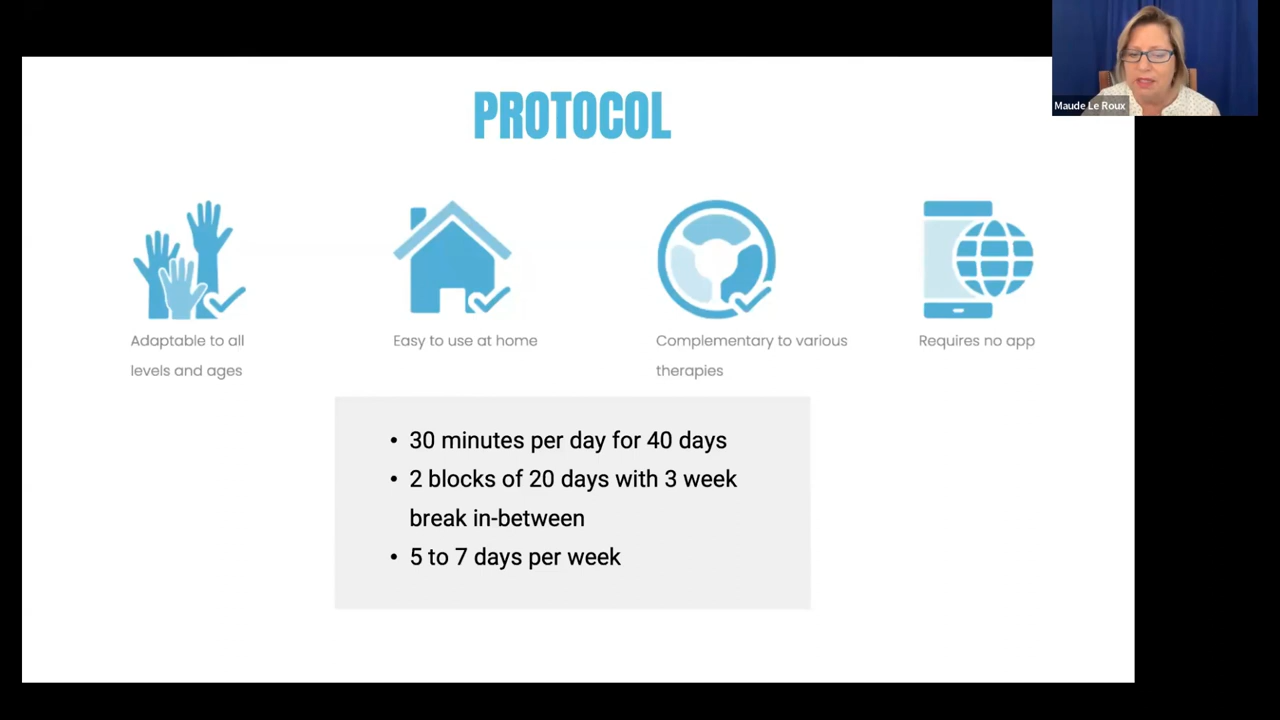 Maude Le Roux
PROTOCOL
Adaptable to all
levels and ages
Easy to use at home
Complementary to various
therapies
Requires no app
• 30 minutes per day for 40 days
• 2 blocks of 20 days with 3 week
break in-between
• 5 to 7 days per week